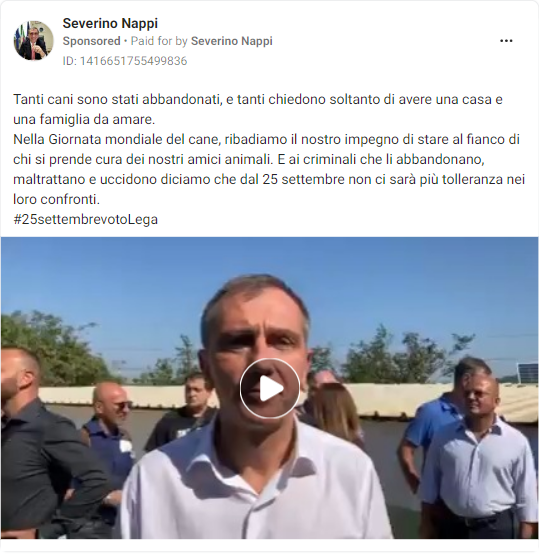 Severino Nappi
Sponsored • Paid for by Severino Nappi
ID: 1416651755499836
Tanti cani sono stati abbandonati, e tanti chiedono soltanto di avere una casa e
una famiglia da amare.
Nella Giornata mondiale del cane, ribadiamo il nostro impegno di stare al fianco di
chi si prende cura dei nostri amici animali. E ai criminali che li abbandonano,
maltrattano e uccidono diciamo che dal 25 settembre non ci sarà più tolleranza nei
loro confronti.
#25settembrevotoLega